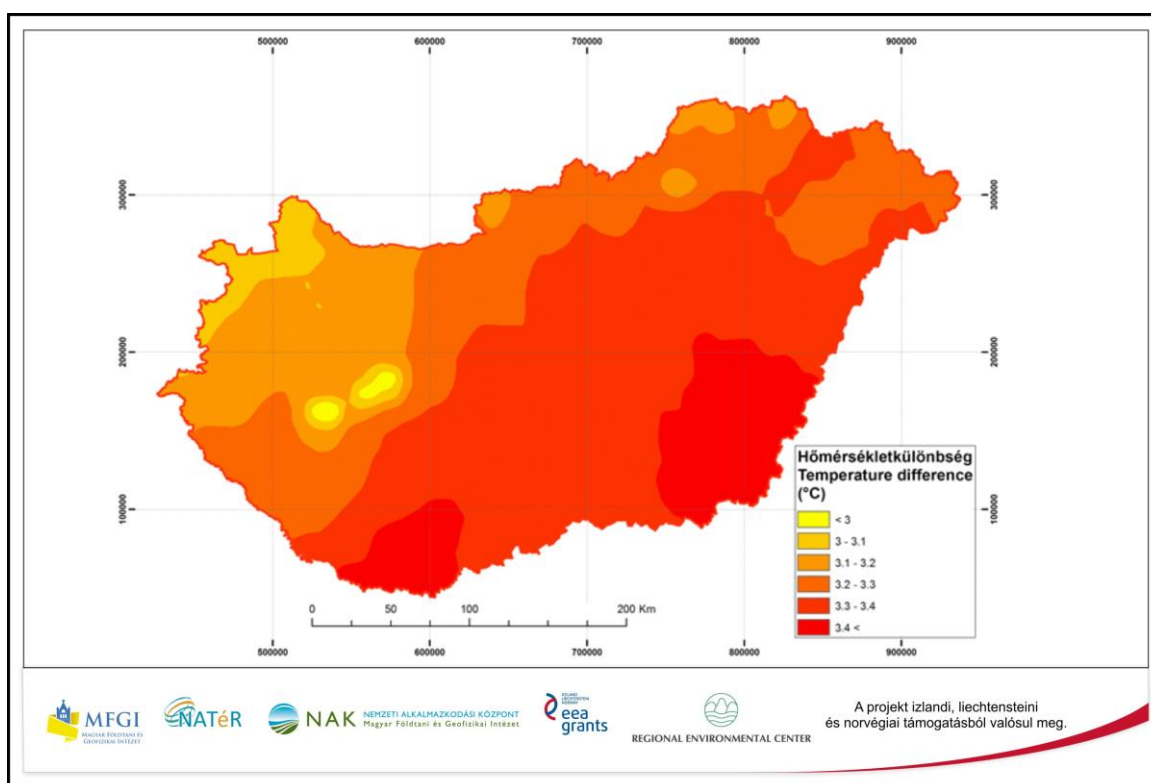 500000 600000 700000 800000 900000
300000 300000
200000 200000
100000 100000
Hőmérsékletkülönbség
Temperature difference
(°C)
< 3
3 - 3.1
3.1 - 3.2
3.2 - 3.3
3.3 - 3.4
3.4 <
0 50 100 200 Km
500000 600000 700000 800000 900000
MFGI
MAGYAR FÖLDTANI ÉS
GEOFIZIKAI INTÉZET
NATéR
NAK NEMZETI ALKALMAZKODÁSI KÖZPONT
Magyar Földtani és Geofizikai Intézet
ICELAND
LIECHTENSTEIN
NORWAY
eea
grants
REGIONAL ENVIRONMENTAL CENTER
A projekt izlandi, liechtensteini
és norvégiai támogatásból valósul meg.